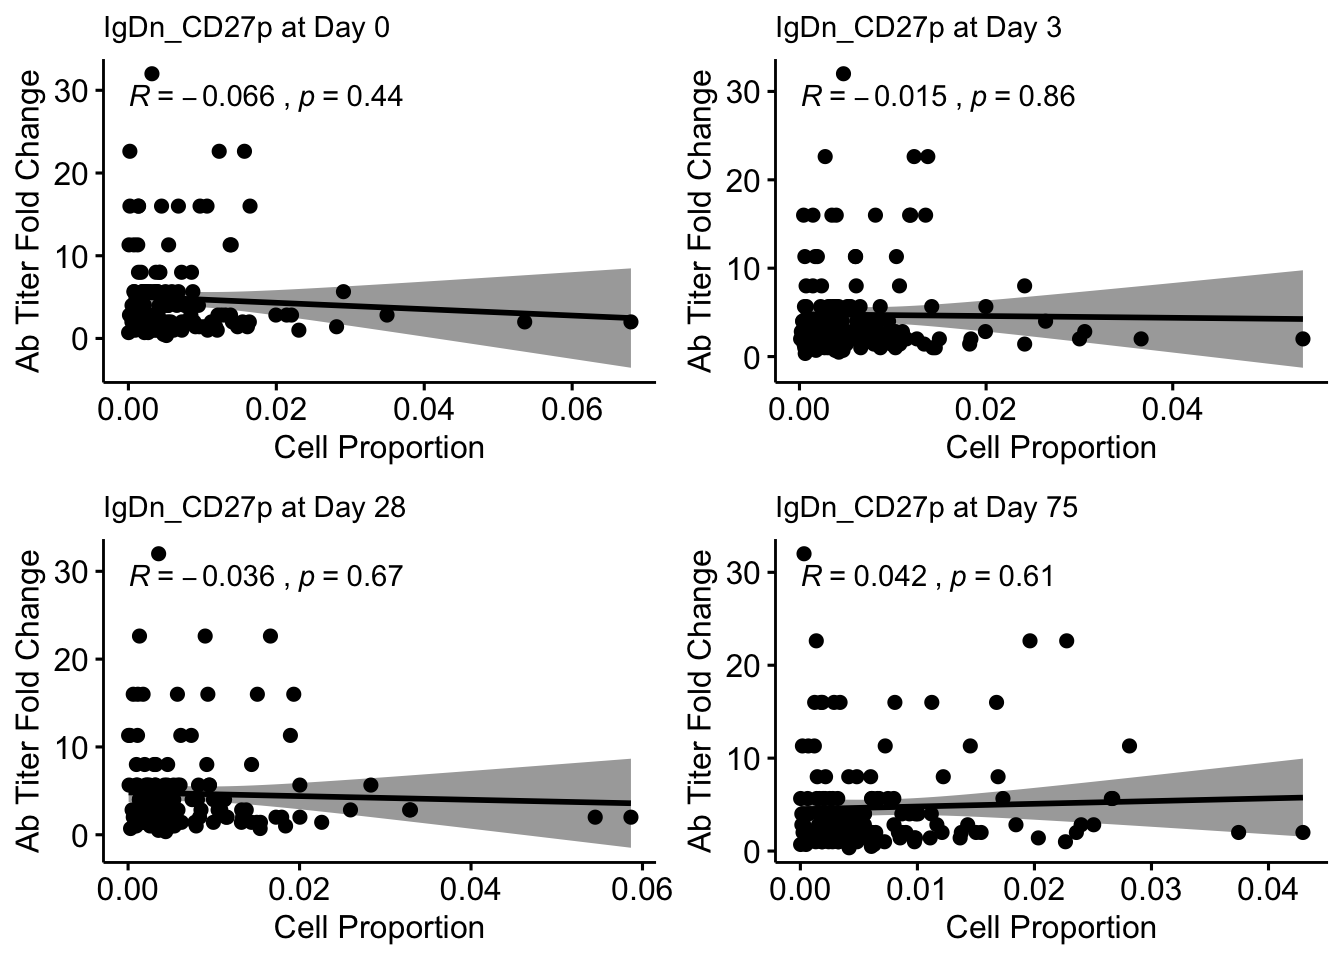 IgDn_CD27p at Day 0
R = −0.066 , p = 0.44
Ab Titer Fold Change
30
20
10
0
0.00 0.02 0.04 0.06
Cell Proportion
IgDn_CD27p at Day 3
R = −0.015 , p = 0.86
Ab Titer Fold Change
30
20
10
0
0.00 0.02 0.04
Cell Proportion
IgDn_CD27p at Day 28
R = −0.036 , p = 0.67
Ab Titer Fold Change
30
20
10
0
0.00 0.02 0.04 0.06
Cell Proportion
IgDn_CD27p at Day 75
R = 0.042 , p = 0.61
Ab Titer Fold Change
30
20
10
0
0.00 0.01 0.02 0.03 0.04
Cell Proportion